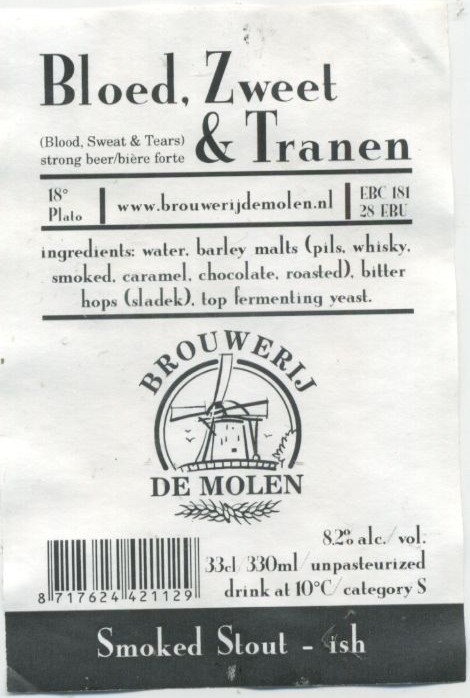 Bloed, Zweet
(Blood, Sweat & Tears)
strong beer/bière forte
& Tranen
18°
Plato
www.brouwerijdemolen.nl
EBC 181
28 EBU
ingredients: water, barley malts (pils, whisky,
smoked, caramel, chocolate, roasted), bitter
hops (sladek), top fermenting yeast.
BROUWERIJ
DE MOLEN
8.2% alc./vol.
33cl/330ml/unpasteurized
drink at 10°C/category S
8 717624 421129
Smoked Stout - ish